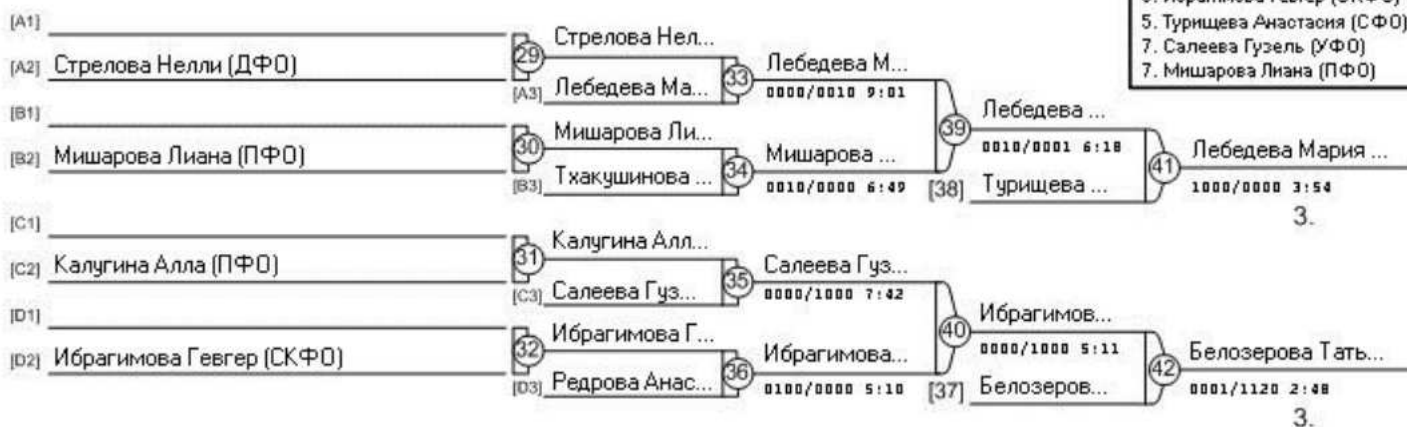 5. Турищева Анастасия (СФО)
7. Салеева Гузель (УФО)
7. Мишарова Лиана (ПФО)
[A1]
[A2] Стрелова Нелли (ДФО)
[B1]
[B2] Мишарова Лиана (ПФО)
[C1]
[C2] Калугина Алла (ПФО)
[D1]
[D2] Ибрагимова Гевгер (СКФО)
29
Стрелова Нел...
[A3] Лебедева Ма...
30
Мишарова Ли...
[B3] Тхакушинова ...
31
Калугина Алл...
[C3] Салеева Гуз...
32
Ибрагимова Г...
[D3] Редрова Анас...
33
Лебедева М...
0000/0010 9:01
34
Мишарова ...
0010/0000 6:49
35
Салеева Гуз...
0000/1000 7:42
36
Ибрагимова...
0100/0000 5:10
39
Лебедева ...
0010/0001 6:18
[38] Турищева ...
40
Ибрагимов...
0000/1000 5:11
[37] Белозеров...
41
Лебедева Мария ...
1000/0000 3:54
3.
42
Белозерова Тать...
0001/1120 2:48
3.